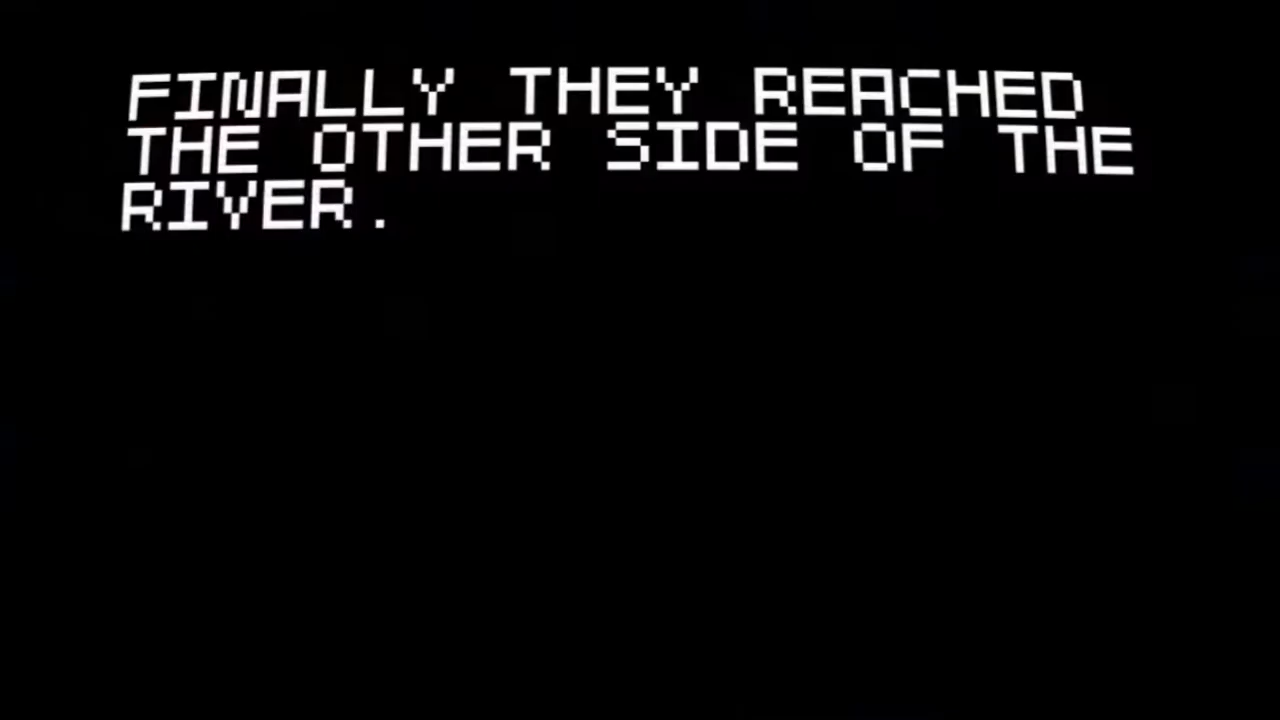 FINALLY THEY REACHED
THE OTHER SIDE OF THE
RIVER.